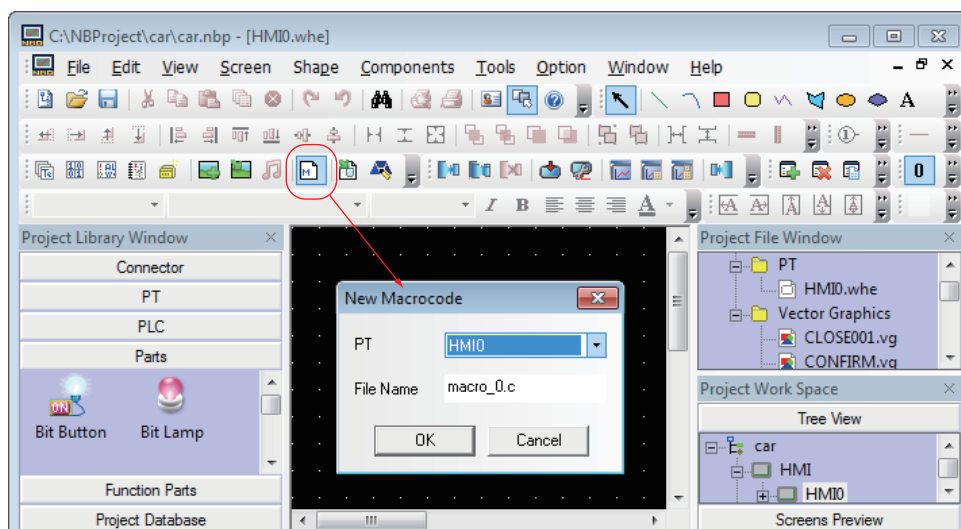 C:\NBProject\car\car.nbp - [HMI0.whe]
File Edit View Screen Shape Components Tools Option Window Help
A
M
0
I B A
Project Library Window
Connector
PT
PLC
Parts
ON
Bit Button Bit Lamp
Function Parts
Project Database
New Macrocode
PT HMI0
File Name macro_0.c
OK Cancel
Project File Window
PT
HMI0.whe
Vector Graphics
CLOSE001.vg
CONFIRM.vg
Project Work Space
Tree View
car
HMI
HMI0
Screens Preview